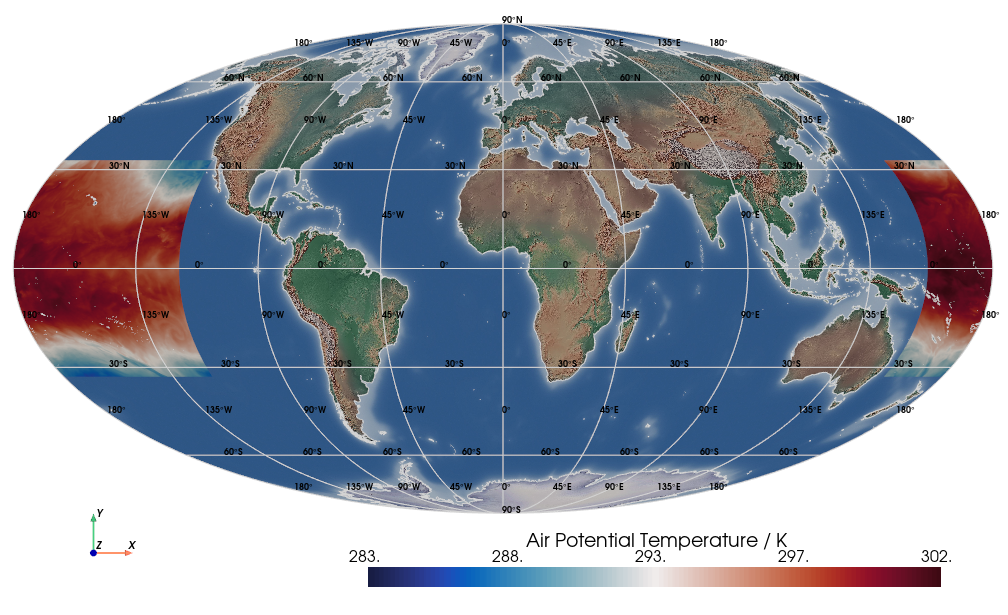 90°N
180° 135°W 90°W 45°W 0° 45°E 90°E 135°E 180°
60°N 60°N 60°N 60°N 60°N 60°N 60°N
180° 135°W 90°W 45°W 0° 45°E 90°E 135°E 180°
30°N 30°N 30°N 30°N 30°N 30°N 30°N
180° 135°W 90°W 45°W 0° 45°E 90°E 135°E 180°
0° 0° 0° 0° 0° 0° 0° 0°
180° 135°W 90°W 45°W 0° 45°E 90°E 135°E 180°
30°S 30°S 30°S 30°S 30°S 30°S 30°S
180° 135°W 90°W 45°W 0° 45°E 90°E 135°E 180°
60°S 60°S 60°S 60°S 60°S 60°S 60°S
180° 135°W 90°W 45°W 0° 45°E 90°E 135°E 180°
90°S
Y
Z X
Air Potential Temperature / K
283. 288. 293. 297. 302.